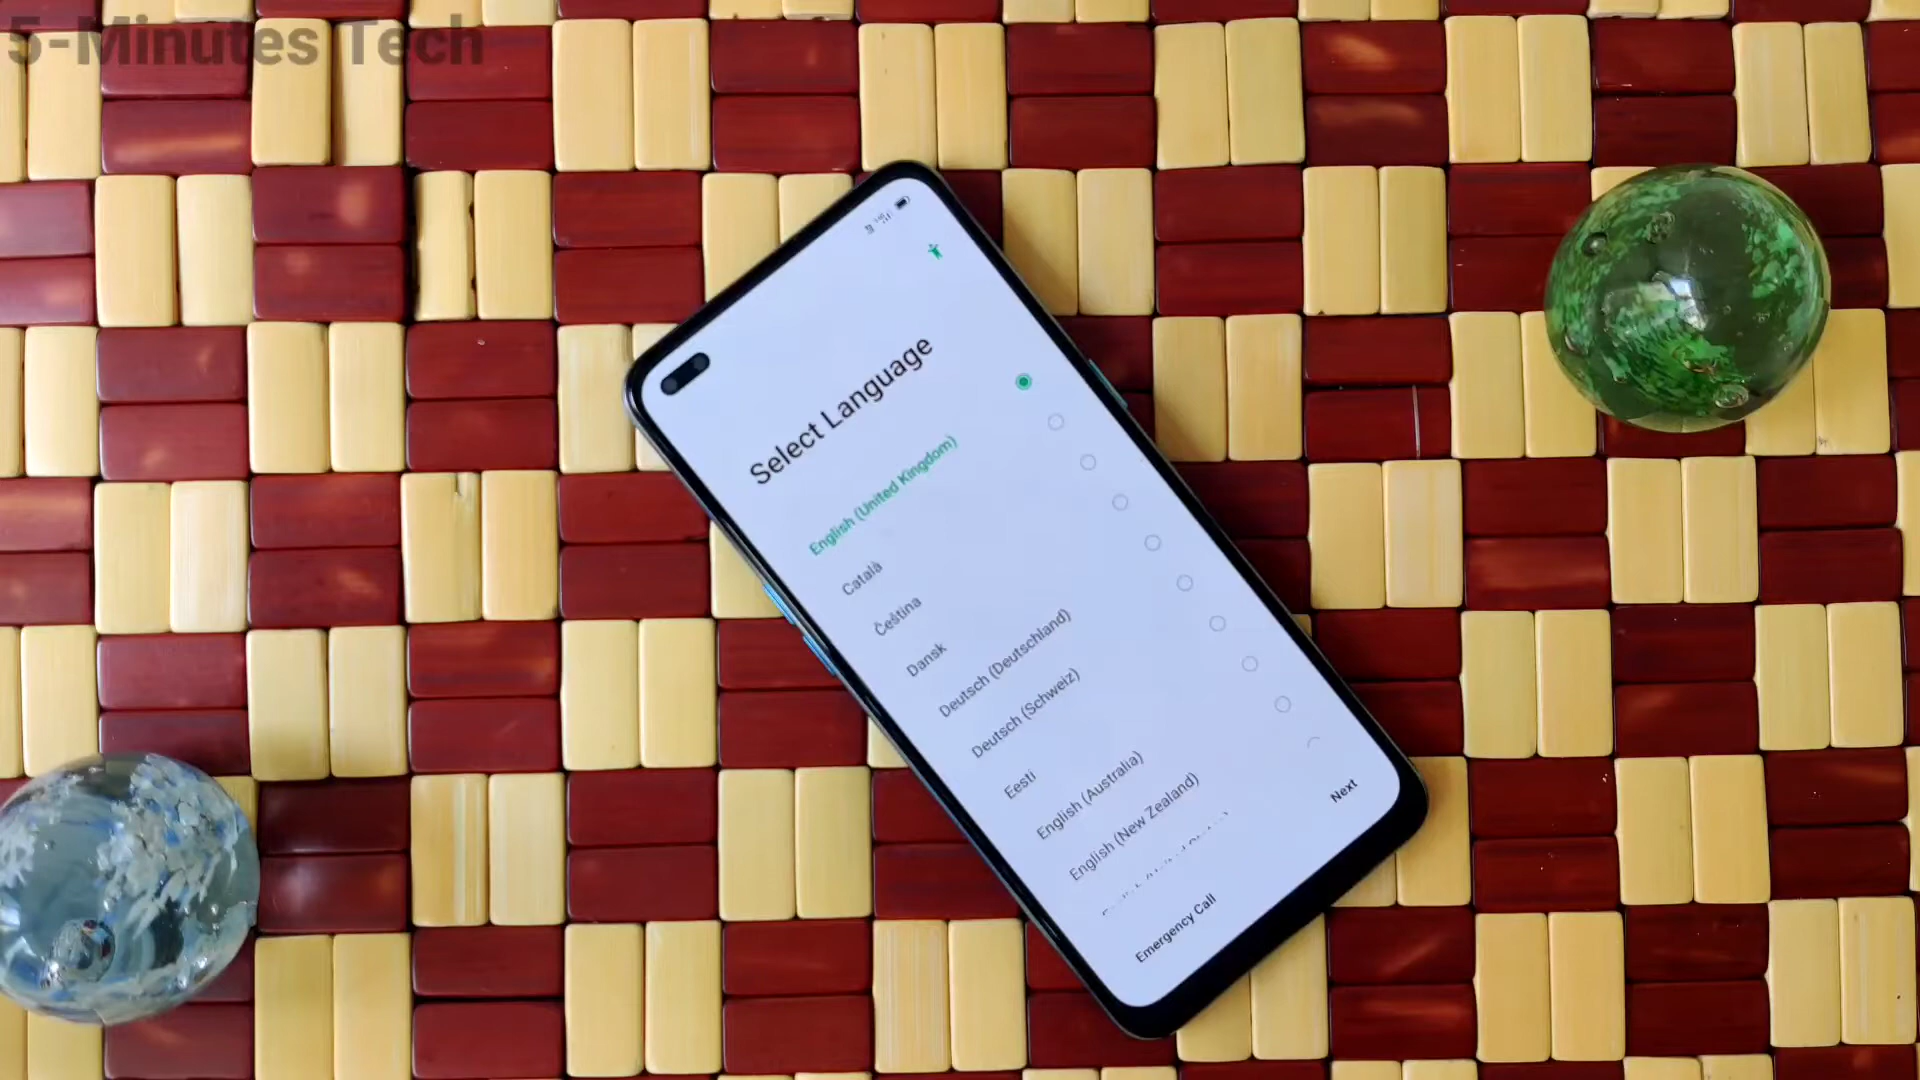 5-Minutes Tech
Select Language
English (United Kingdom)
Català
Čeština
Dansk
Deutsch (Deutschland)
Deutsch (Schweiz)
Eesti
English (Australia)
English (New Zealand)
Next
Emergency Call